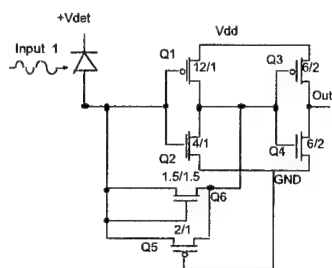 +Vdet
Vdd
Input 1
Q1
Q3
12/1
6/2
Out
Q2
4/1
Q4
6/2
GND
1.5/1.5
Q6
2/1
Q5